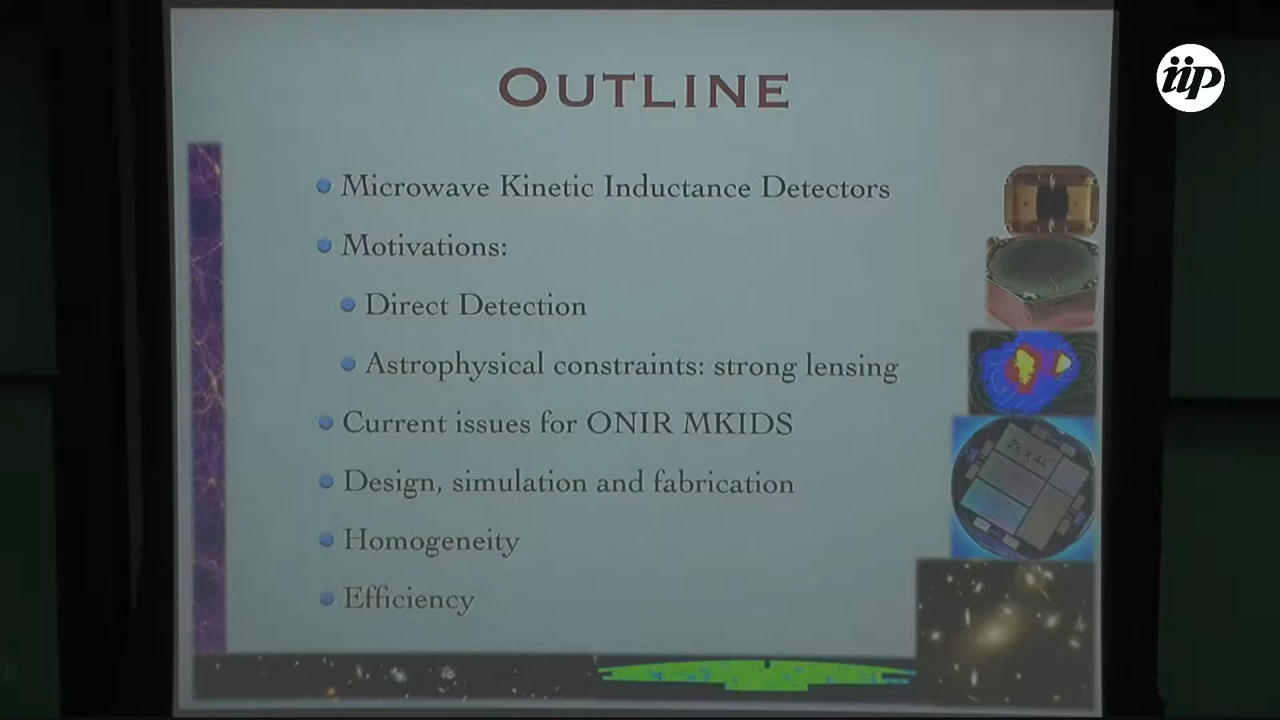 iip
OUTLINE
Microwave Kinetic Inductance Detectors
Motivations:
Direct Detection
Astrophysical constraints: strong lensing
Current issues for ONIR MKIDS
Design, simulation and fabrication
Homogeneity
Efficiency
2k x 4k